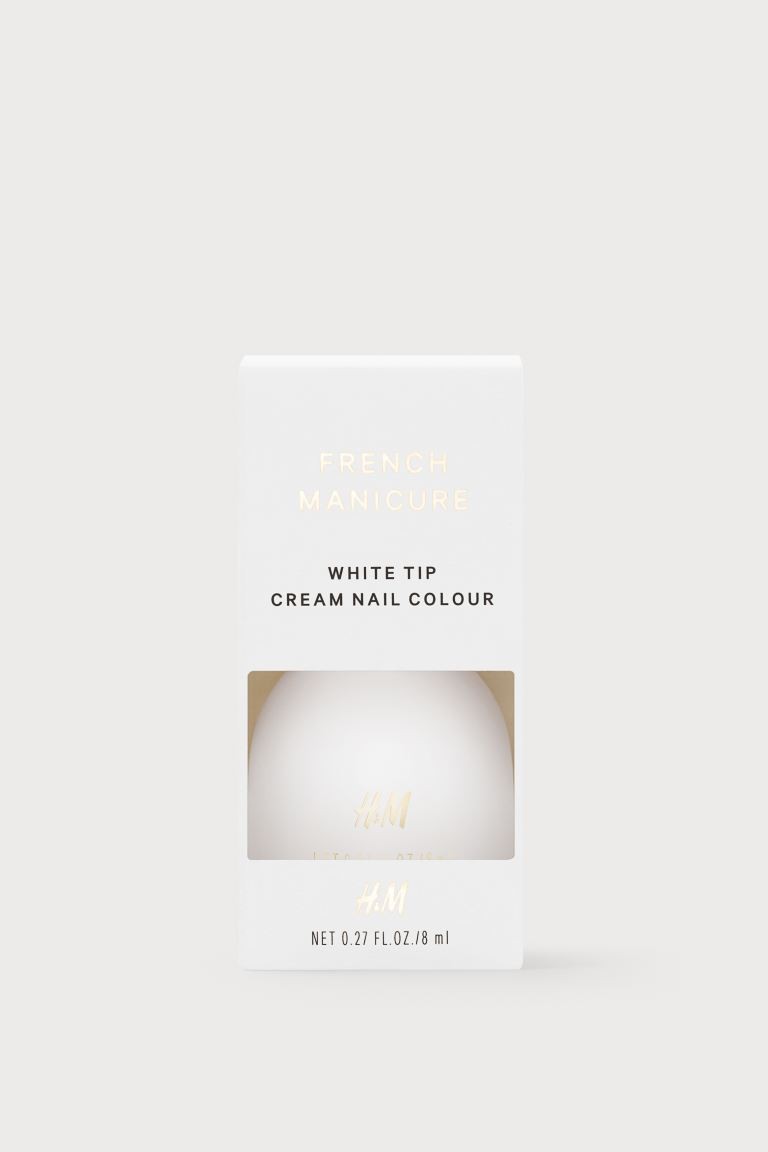 FRENCH
MANICURE
WHITE TIP
CREAM NAIL COLOUR
H&M
H&M
NET 0.27 FL.OZ./8 ml